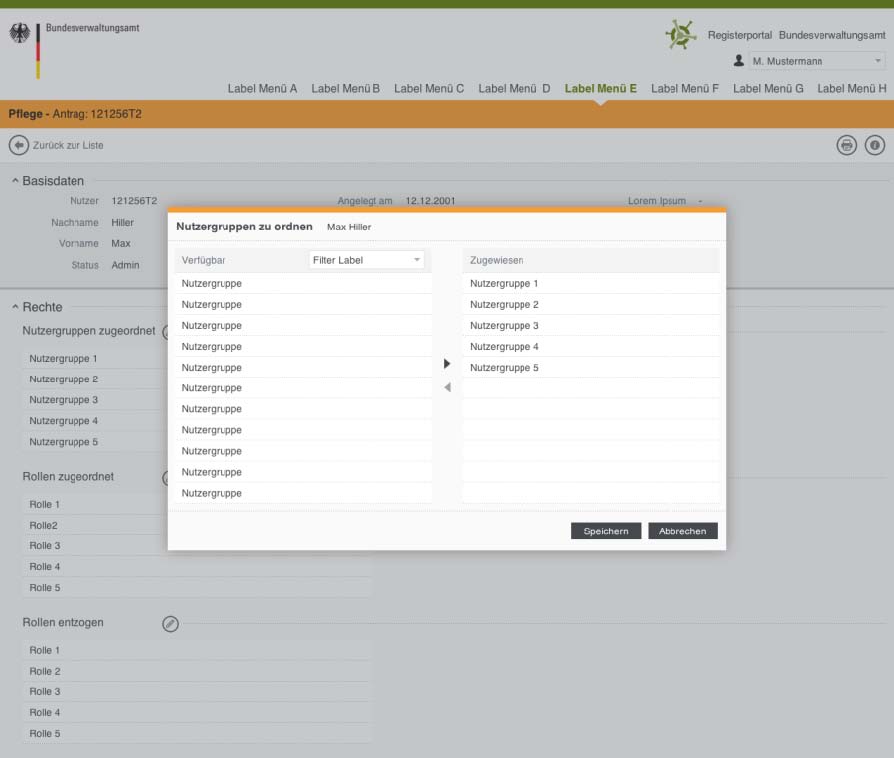 Bundesverwaltungsamt
Registerportal Bundesverwaltungsamt
M. Mustermann
Label Menü A Label Menü B Label Menü C Label Menü D Label Menü E Label Menü F Label Menü G Label Menü H
Pflege - Antrag: 121256T2
Zurück zur Liste
Basisdaten
Nutzer 121256T2 Angelegt am 12.12.2001 Lorem Ipsum -
Nachname Hiller
Vorname Max
Status Admin
Nutzergruppen zu ordnen Max Hiller
Verfügbar Filter Label Zugewiesen
Nutzergruppe Nutzergruppe 1
Nutzergruppe Nutzergruppe 2
Nutzergruppe Nutzergruppe 3
Nutzergruppe Nutzergruppe 4
Nutzergruppe Nutzergruppe 5
Nutzergruppe
Nutzergruppe
Nutzergruppe
Nutzergruppe
Nutzergruppe
Nutzergruppe
Speichern Abbrechen
Rechte
Nutzergruppen zugeordnet
Nutzergruppe 1
Nutzergruppe 2
Nutzergruppe 3
Nutzergruppe 4
Nutzergruppe 5
Rollen zugeordnet
Rolle 1
Rolle2
Rolle 3
Rolle 4
Rolle 5
Rollen entzogen
Rolle 1
Rolle 2
Rolle 3
Rolle 4
Rolle 5